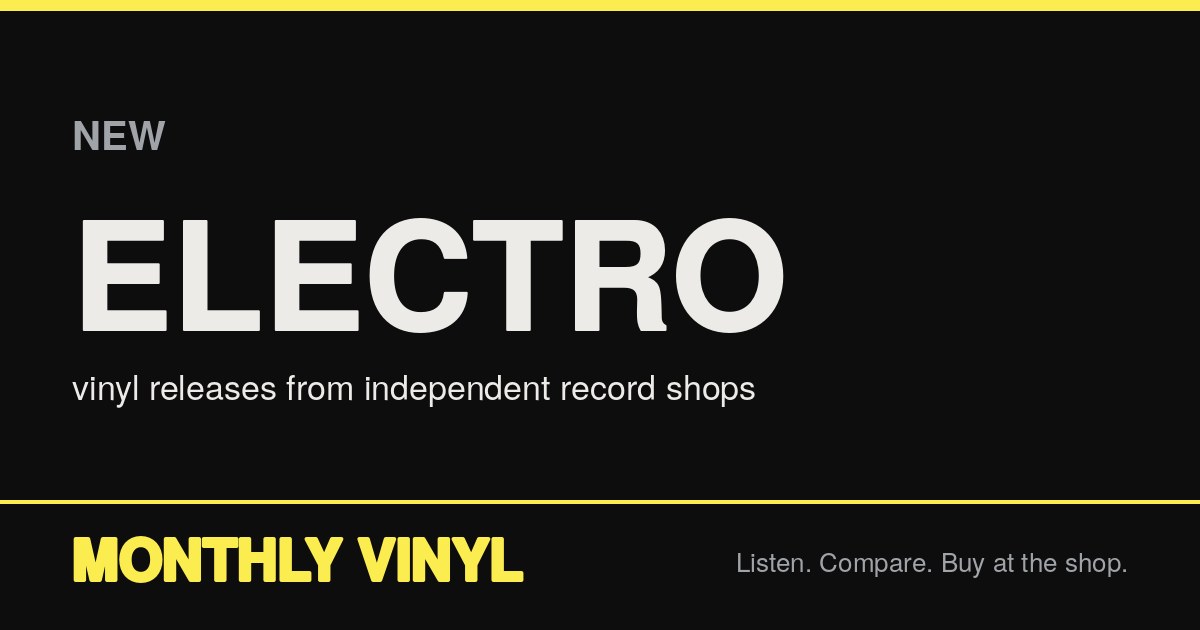 NEW
ELECTRO
vinyl releases from independent record shops
MONTHLY VINYL
Listen. Compare. Buy at the shop.